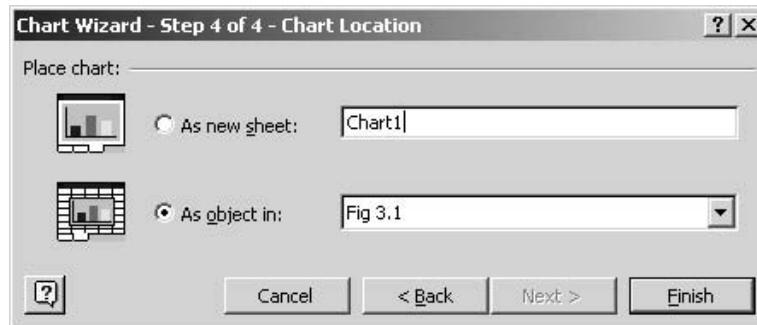 Chart Wizard - Step 4 of 4 - Chart Location ? ×
Place chart:
As new sheet: Chart1
As object in: Fig 3.1
? Cancel < Back Next > Finish